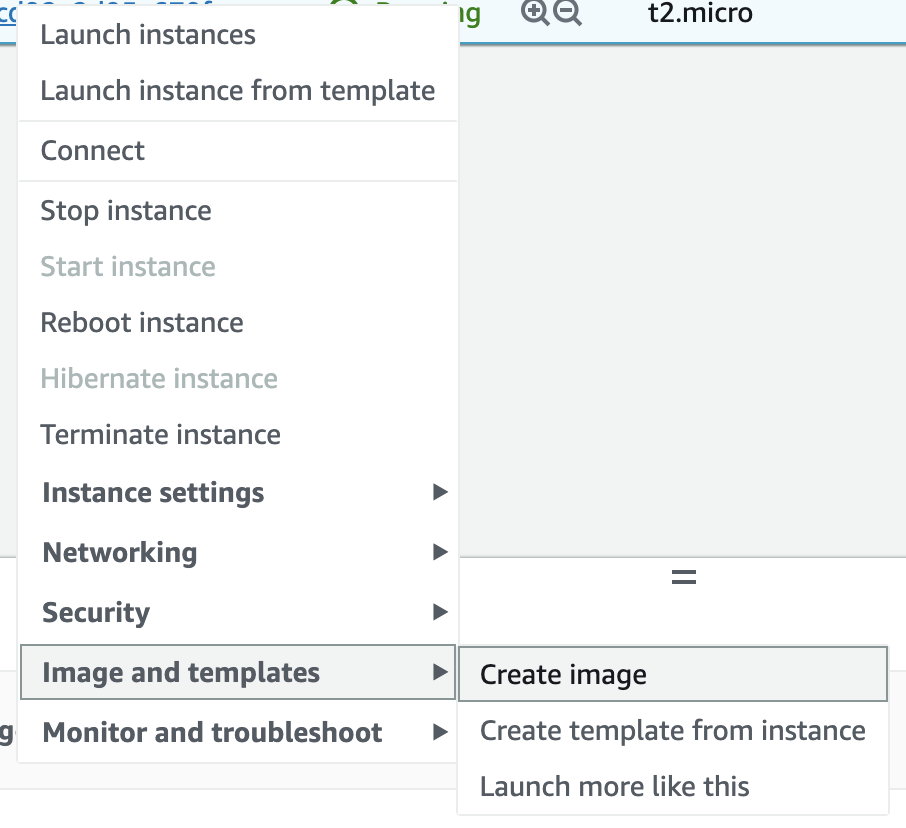 t2.micro
Launch instances
Launch instance from template
Connect
Stop instance
Start instance
Reboot instance
Hibernate instance
Terminate instance
Instance settings
Networking
Security
Image and templates
Monitor and troubleshoot
Create image
Create template from instance
Launch more like this